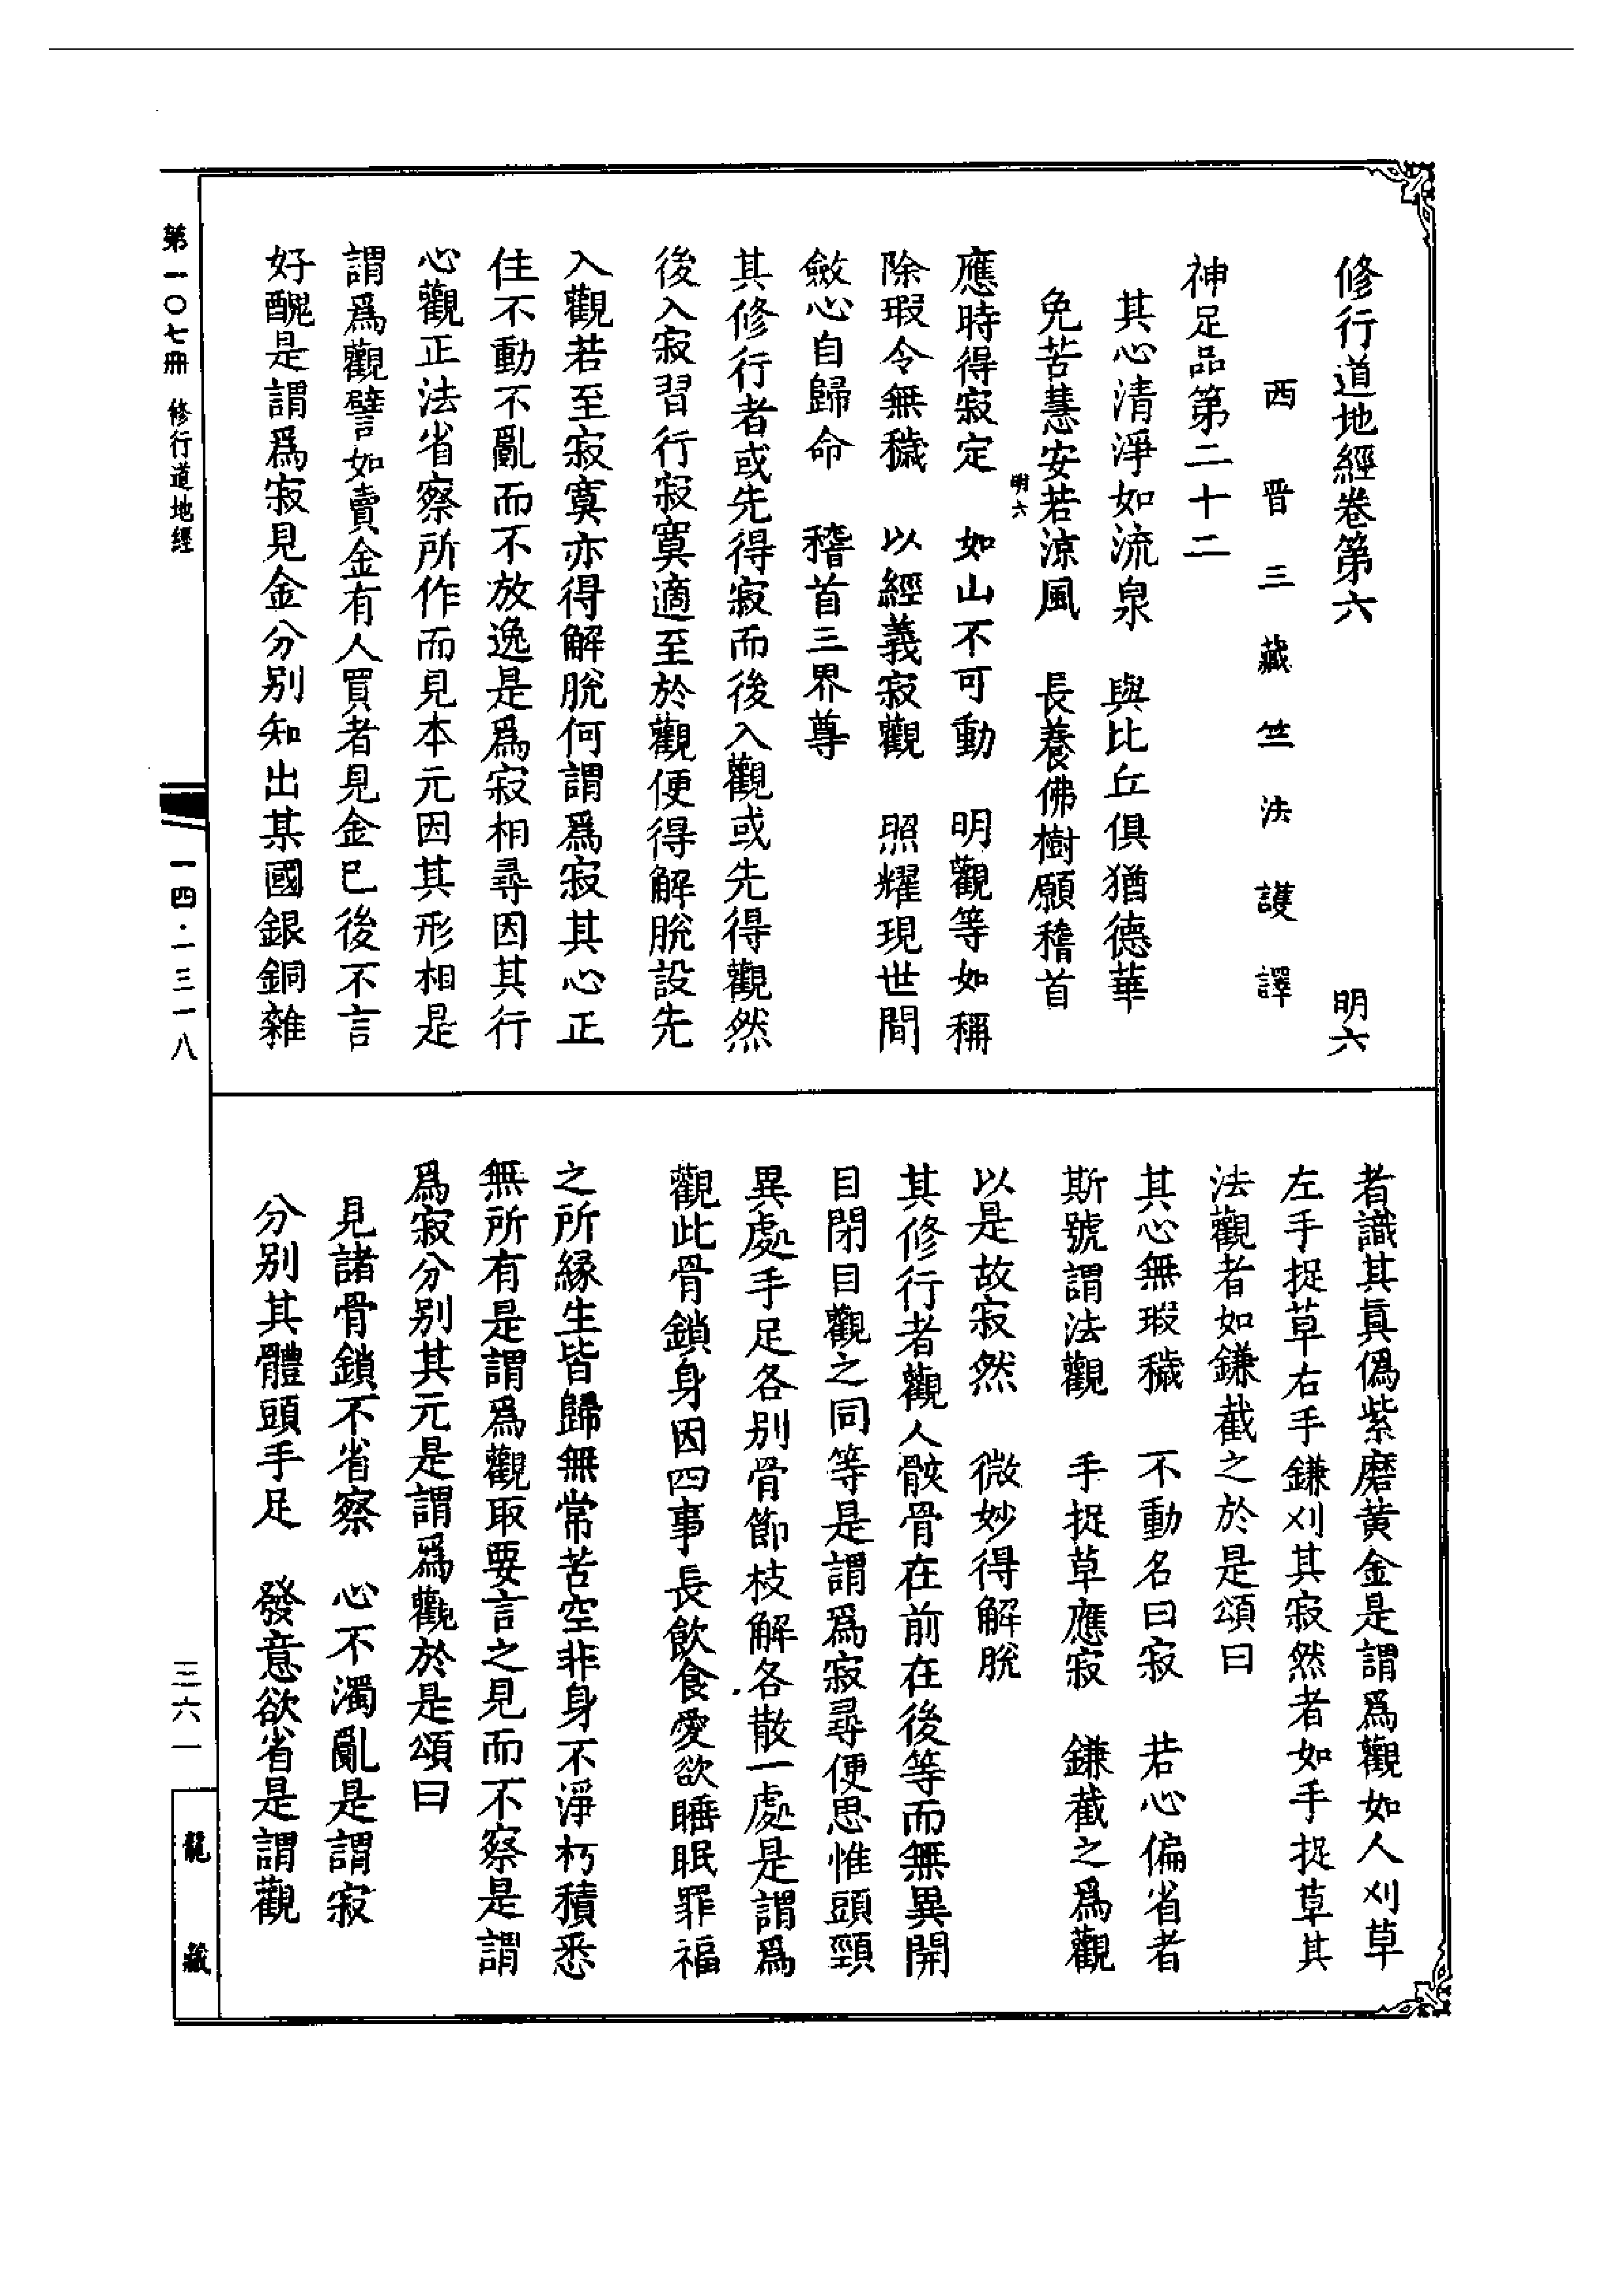 修行道地經卷第六　明六
西晋三藏竺法護譯
神足品第二十二
其心清淨如流泉　與比丘俱猶德華
免苦慧安若涼風　長養佛樹願稽首
明六
應時得寂定　如山不可動　明觀等如稱
除瑕令無穢　以經義寂觀　照耀現世間
斂心自歸命　稽首三界尊
其修行者或先得寂而後入觀或先得觀然
後入寂習行寂寞適至於觀便得解脫設先
入觀若至寂寞亦得解脫何謂爲寂其心正
住不動不亂而不放逸是爲寂相尋因其行
心觀正法省察所作而見本元因其形相是
謂爲觀譬如賣金有人買者見金已後不言
好醜是謂爲寂見金分別知出某國銀銅雜
者識其眞偽紫磨黃金是謂爲觀如人刈草
左手捉草右手鎌刈其寂然者如手捉草其
法觀者如鎌截之於是頌曰
其心無瑕穢　不動名曰寂　若心偏省者
斯號謂法觀　手捉草應寂　鎌截之爲觀
以是故寂然　微妙得解脫
其修行者觀人骸骨在前在後等而無異開
目閉目觀之同等是謂爲寂尋便思惟頭頸
異處手足各別骨節枝解各散一處是謂爲
觀此骨鎖身因四事長飲食愛欲睡眠罪福
之所緣生皆歸無常苦空非身不淨朽積悉
無所有是謂爲觀取要言之見而不察是謂
爲寂分別其元是謂爲觀於是頌曰
見諸骨鎖不省察　心不濁亂是謂寂
分別其體頭手足　發意欲省是謂觀
第一〇七冊　修行道地經
一四·一三一八
三六一
龍藏